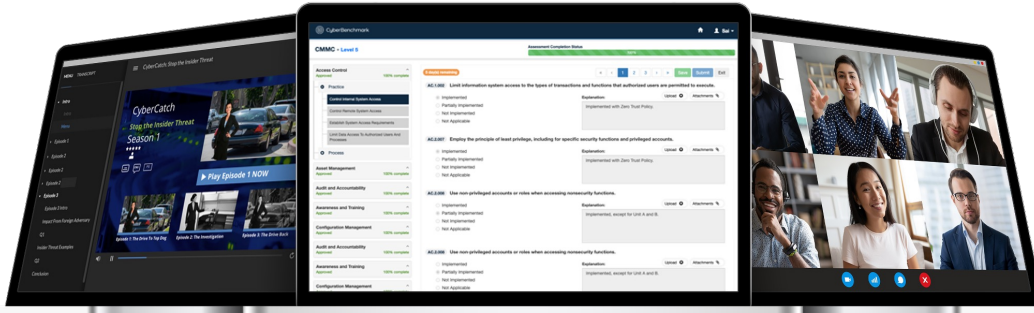 MENU TRANSCRIPT
CyberCatch: Stop the Insider Threat
Intro
Episode 1
Episode 2
Episode 2
Episode 3
Episode 3 Intro
Impact From Foreign Adversary
Q3
Insider Threat Examples
Q2
Conclusion
CyberCatch
Stop the Insider Threat
Season 1
Play Episode 1 NOW
Episode 1: The Drive To Top Dog
Episode 2: The Investigation
Episode 3: The Drive Back
CyberBenchmark
Sai
CMMC - Level 5
Assessment Completion Status
100%
Access Control
Approved 100% complete
Practice
Control Internal System Access
Control Remote System Access
Establish System Access Requirements
Limit Data Access To Authorized Users And
Processes
Process
Asset Management
Approved 100% complete
Audit and Accountability
Approved 100% complete
Awareness and Training
Approved 100% complete
Configuration Management
Approved 100% complete
Audit and Accountability
Approved 100% complete
Awareness and Training
Approved 100% complete
Configuration Management
« ‹ 1 2 3 › » Save Submit Exit
AC.1.002 Limit information system access to the types of transactions and functions that authorized users are permitted to execute.
Implemented
Partially Implemented
Not Implemented
Not Applicable
Explanation: Upload Attachments
Implemented with Zero Trust Policy.
AC.2.007 Employ the principle of least privilege, including for specific security functions and privileged accounts.
Implemented
Partially Implemented
Not Implemented
Not Applicable
Explanation: Upload Attachments
Implemented with Zero Trust Policy.
AC.2.008 Use non-privileged accounts or roles when accessing nonsecurity functions.
Implemented
Partially Implemented
Not Implemented
Not Applicable
Explanation: Upload Attachments
Implemented, except for Unit A and B.
AC.2.008 Use non-privileged accounts or roles when accessing nonsecurity functions.
Implemented
Partially Implemented
Not Implemented
Not Applicable
Explanation: Upload Attachments
Implemented, except for Unit A and B.